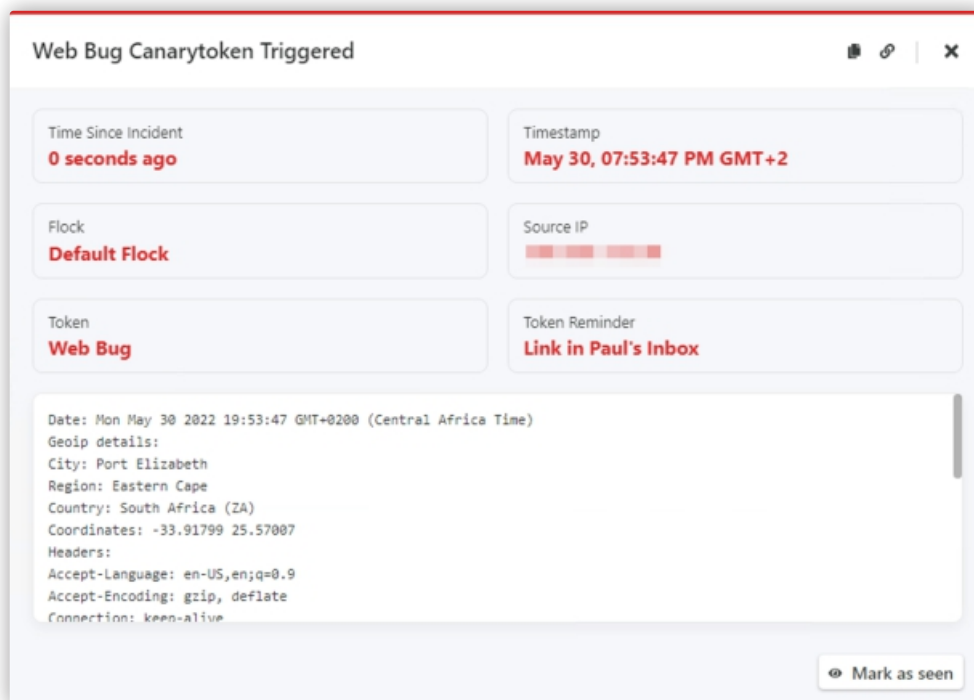 Web Bug Canarytoken Triggered
Time Since Incident
0 seconds ago
Timestamp
May 30, 07:53:47 PM GMT+2
Flock
Default Flock
Source IP
Token
Web Bug
Token Reminder
Link in Paul's Inbox
Date: Mon May 30 2022 19:53:47 GMT+0200 (Central Africa Time)
Geoip details:
City: Port Elizabeth
Region: Eastern Cape
Country: South Africa (ZA)
Coordinates: -33.91799 25.57007
Headers:
Accept-Language: en-US,en;q=0.9
Accept-Encoding: gzip, deflate
Connection: keep-alive
Mark as seen